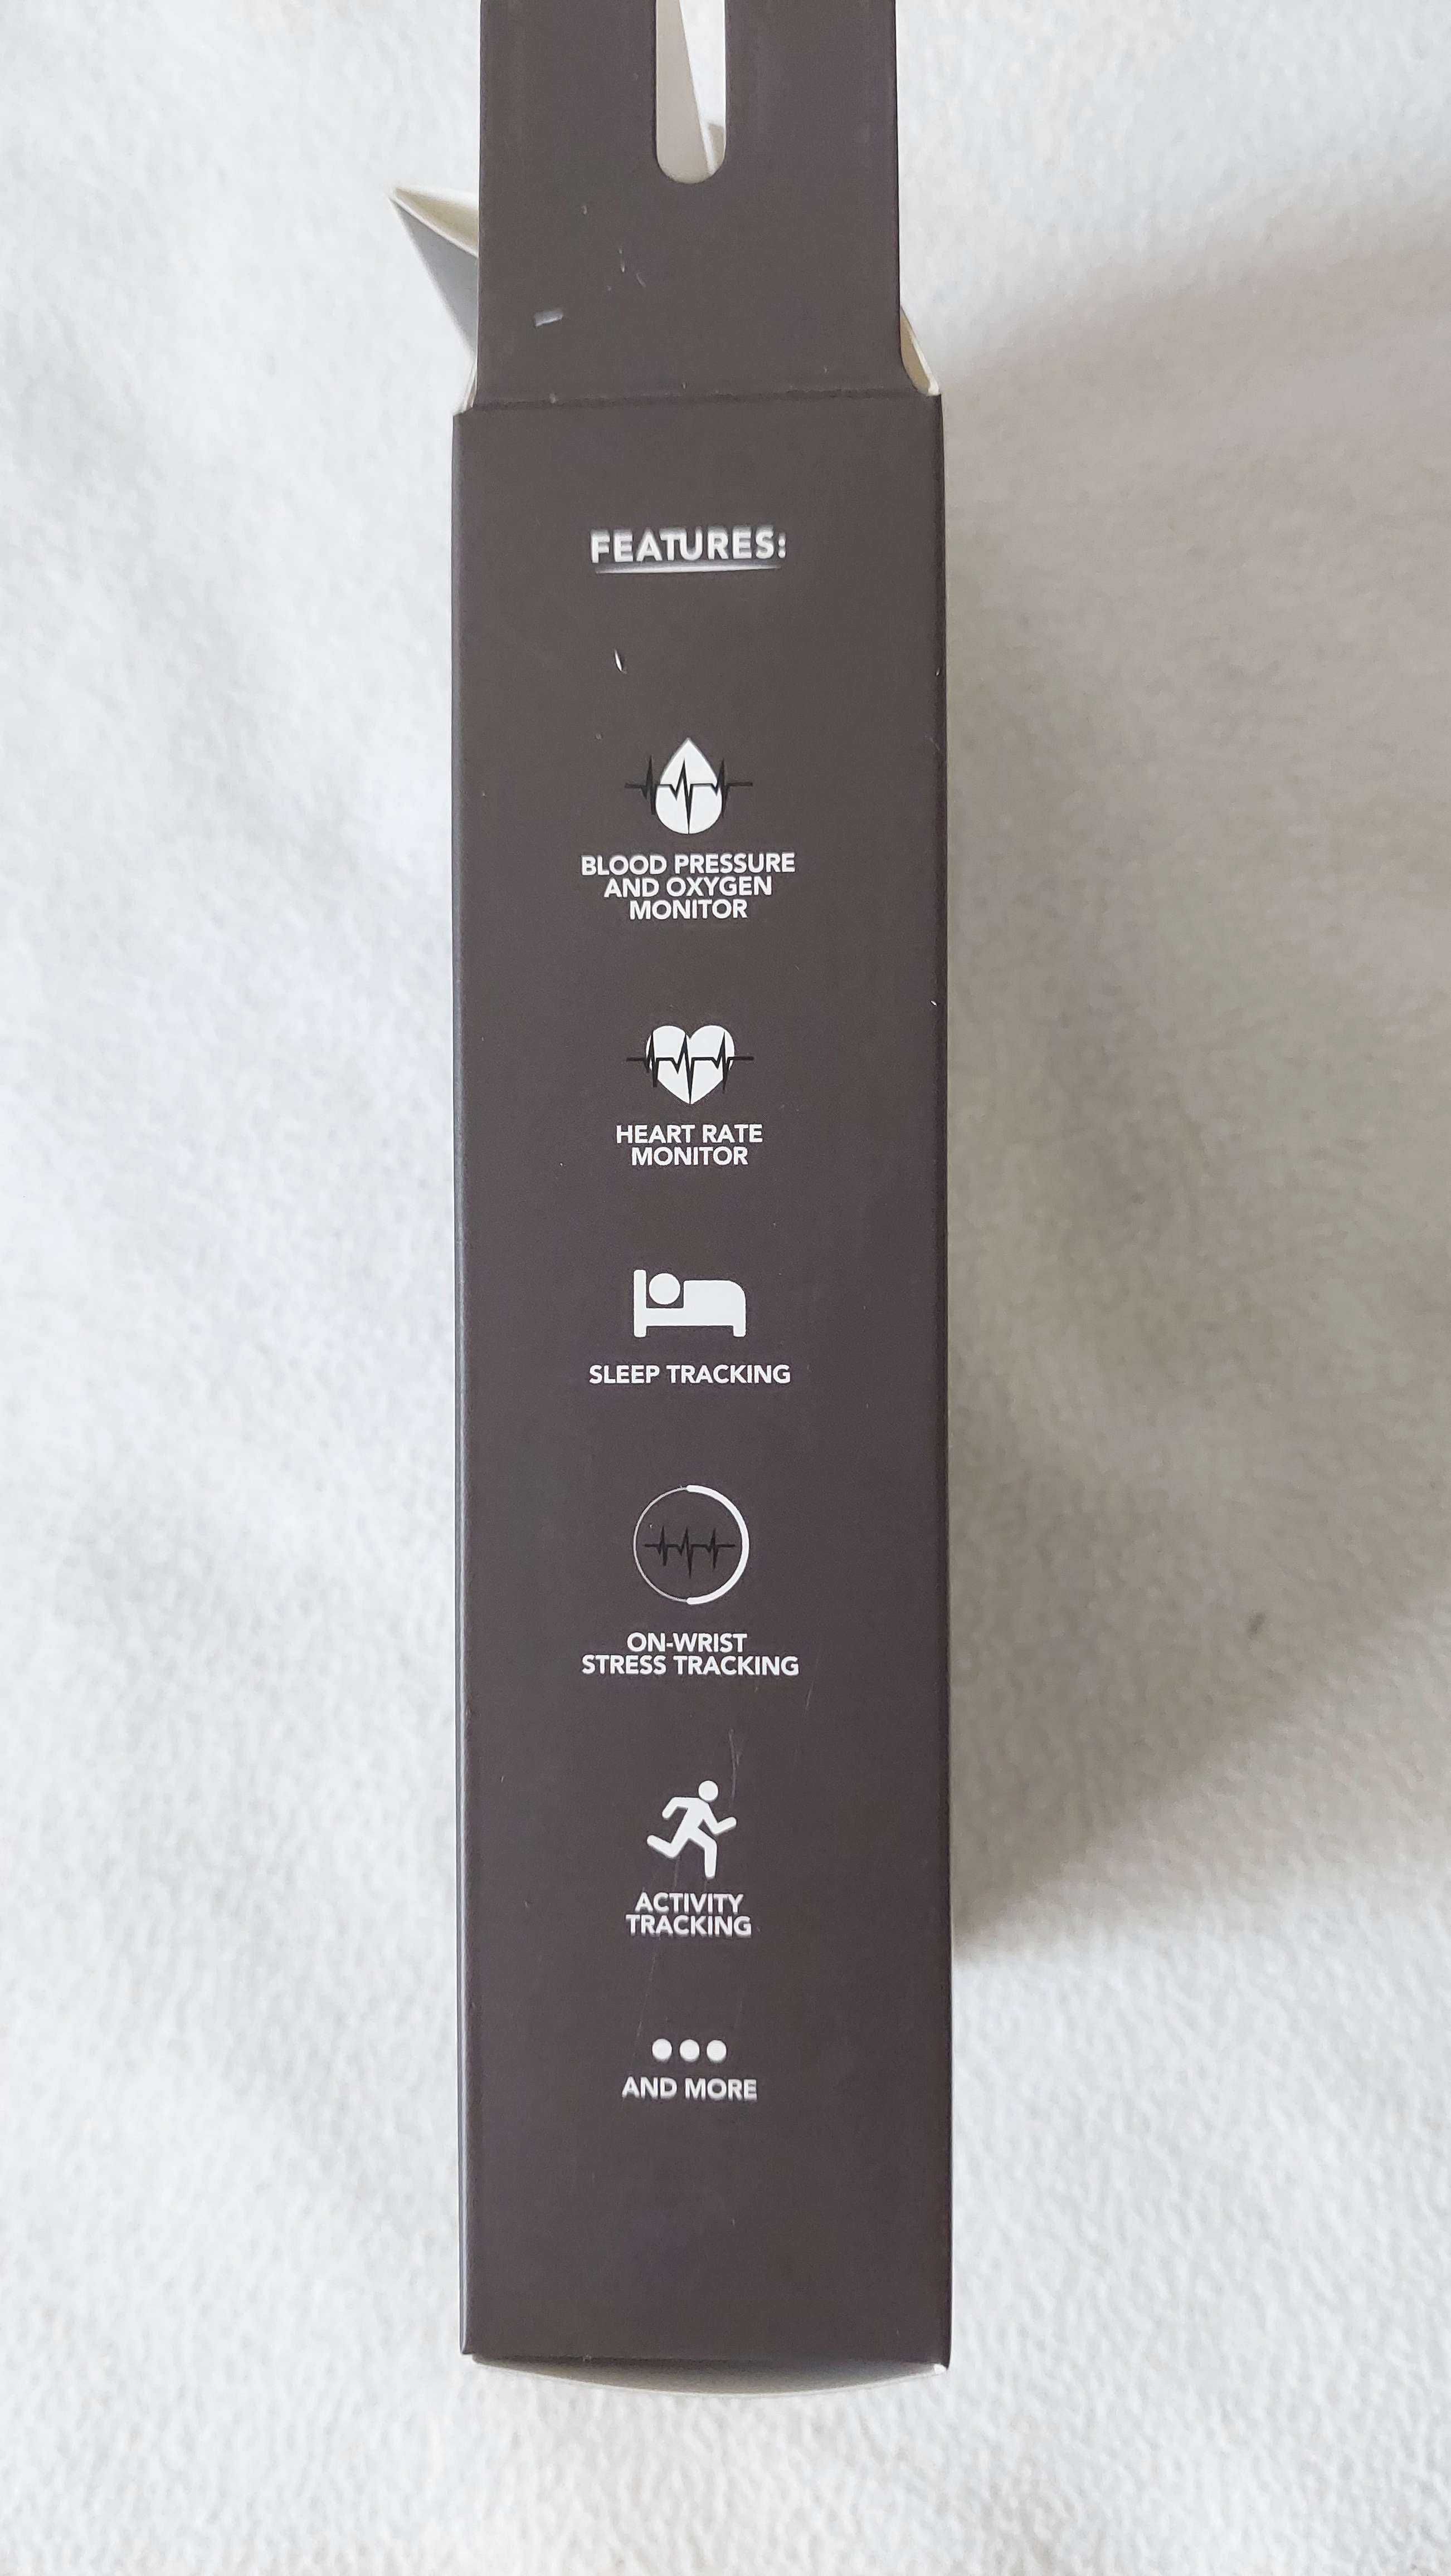 FEATURES:
BLOOD PRESSURE
AND OXYGEN
MONITOR
HEART RATE
MONITOR
SLEEP TRACKING
ON-WRIST
STRESS TRACKING
ACTIVITY
TRACKING
AND MORE